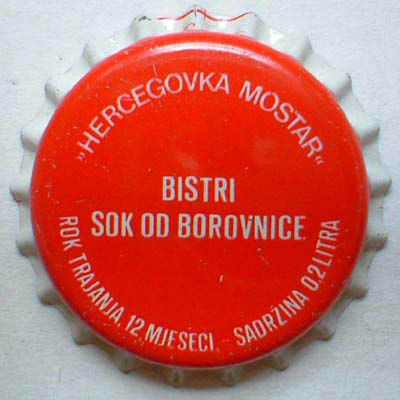 »HERCEGOVKA MOSTAR«
BISTRI
SOK OD BOROVNICE
ROK TRAJANJA 12 MJESECI - SADRŽINA 0,2 LITRA